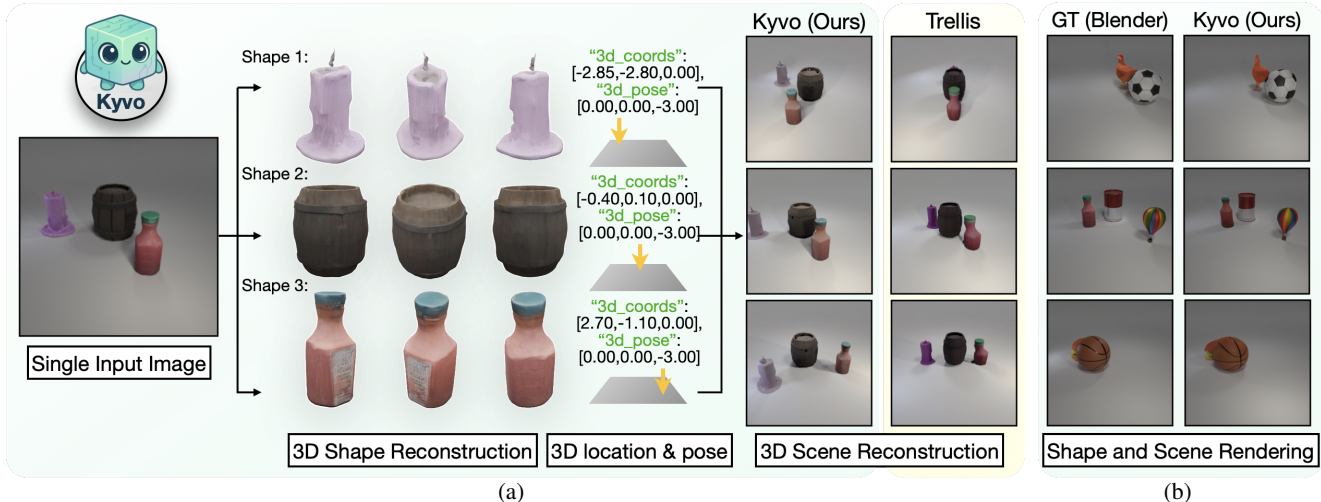 Kyvo
Single Input Image
Shape 1:
Shape 2:
Shape 3:
3D Shape Reconstruction
“3d_coords”:
[-2.85,-2.80,0.00],
“3d_pose”:
[0.00,0.00,-3.00]
“3d_coords”:
[-0.40,0.10,0.00],
“3d_pose”:
[0.00,0.00,-3.00]
“3d_coords”:
[2.70,-1.10,0.00],
“3d_pose”:
[0.00,0.00,-3.00]
3D location & pose
Kyvo (Ours)
Trellis
3D Scene Reconstruction
(a)
GT (Blender)
Kyvo (Ours)
Shape and Scene Rendering
(b)